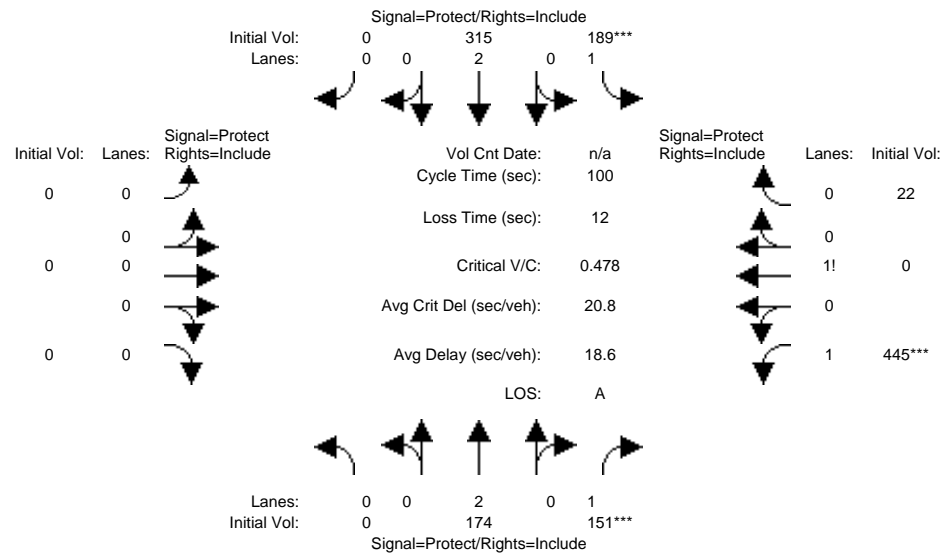 Signal=Protect/Rights=Include
Initial Vol: 0 315 189***
Lanes: 0 0 2 0 1
Signal=Protect
Initial Vol: Lanes: Rights=Include
Vol Cnt Date: n/a
Signal=Protect
Rights=Include Lanes: Initial Vol:
Cycle Time (sec): 100
0 0
0 22
Loss Time (sec): 12
0
0
0 0
Critical V/C: 0.478
1! 0
0
Avg Crit Del (sec/veh): 20.8
0
0 0
Avg Delay (sec/veh): 18.6
1 445***
LOS: A
Lanes: 0 0 2 0 1
Initial Vol: 0 174 151***
Signal=Protect/Rights=Include